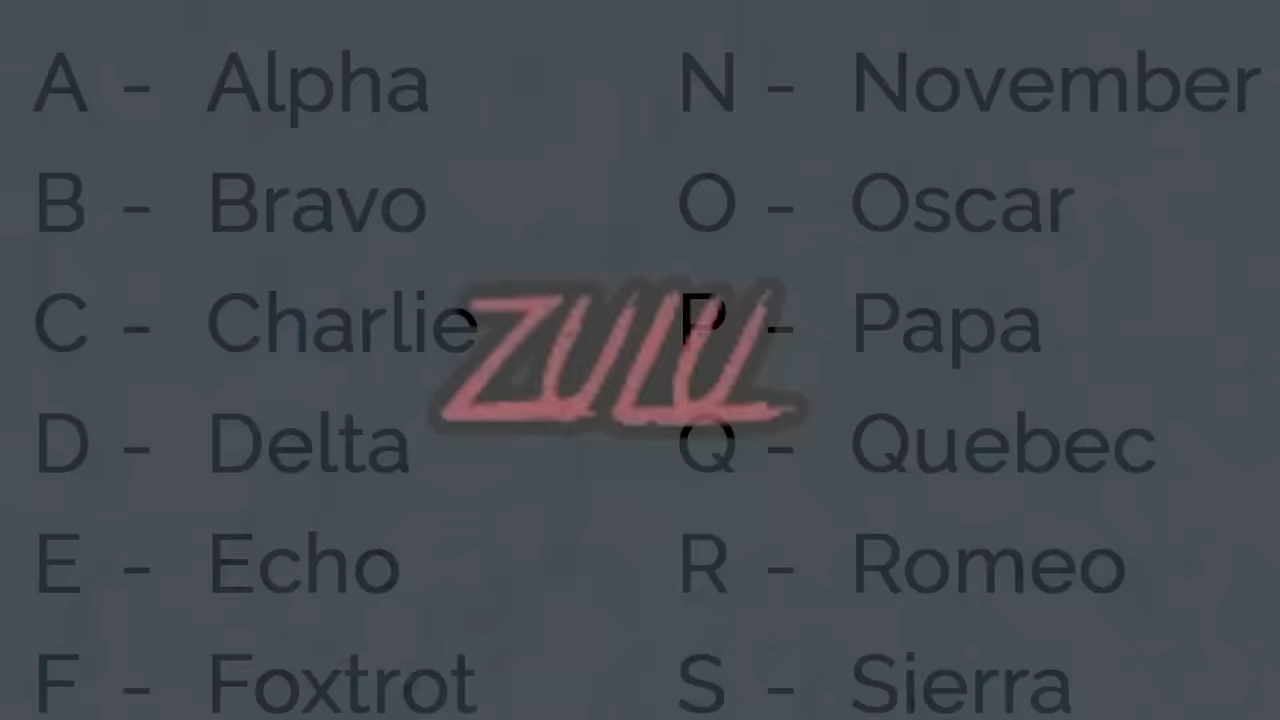 A - Alpha N - November
B - Bravo O - Oscar
C - Charlie P - Papa
ZULU
D - Delta Q - Quebec
E - Echo R - Romeo
F - Foxtrot S - Sierra